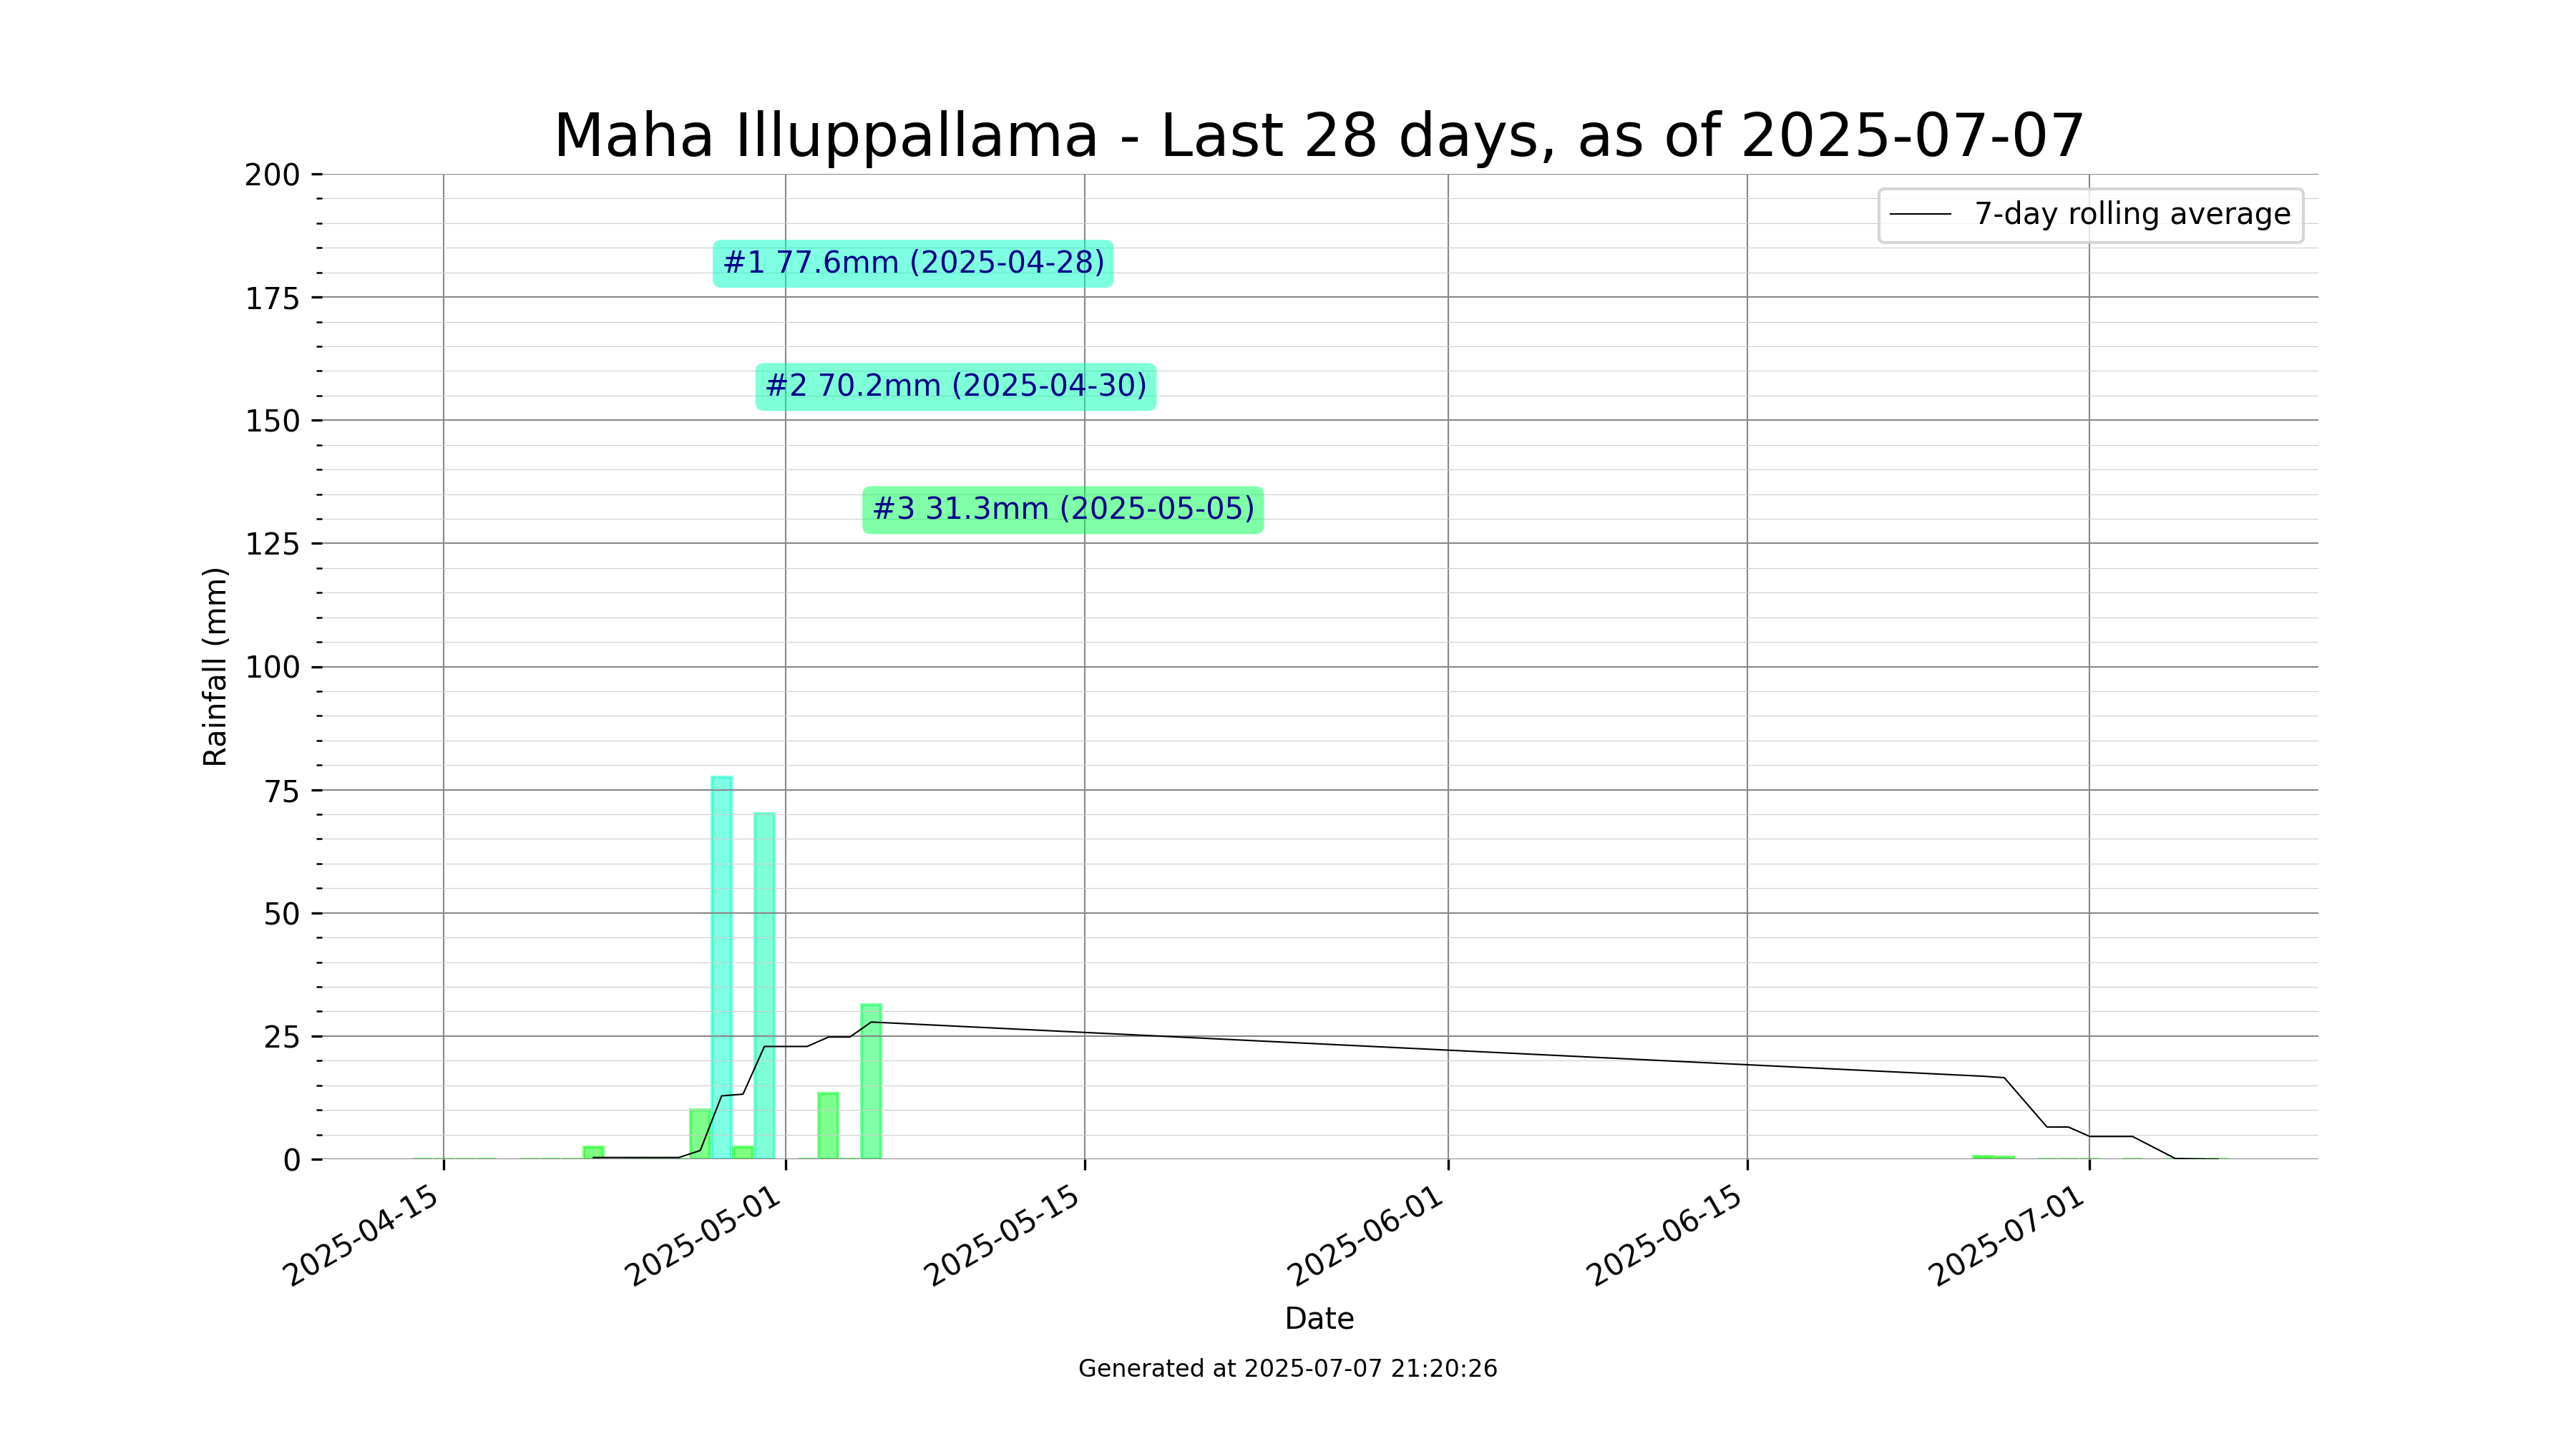 Maha Illuppallama - Last 28 days, as of 2025-07-07
200
175
150
125
100
75
50
25
0
Rainfall (mm)
7-day rolling average
#1 77.6mm (2025-04-28)
#2 70.2mm (2025-04-30)
#3 31.3mm (2025-05-05)
2025-04-15
2025-05-01
2025-05-15
2025-06-01
2025-06-15
2025-07-01
Date
Generated at 2025-07-07 21:20:26